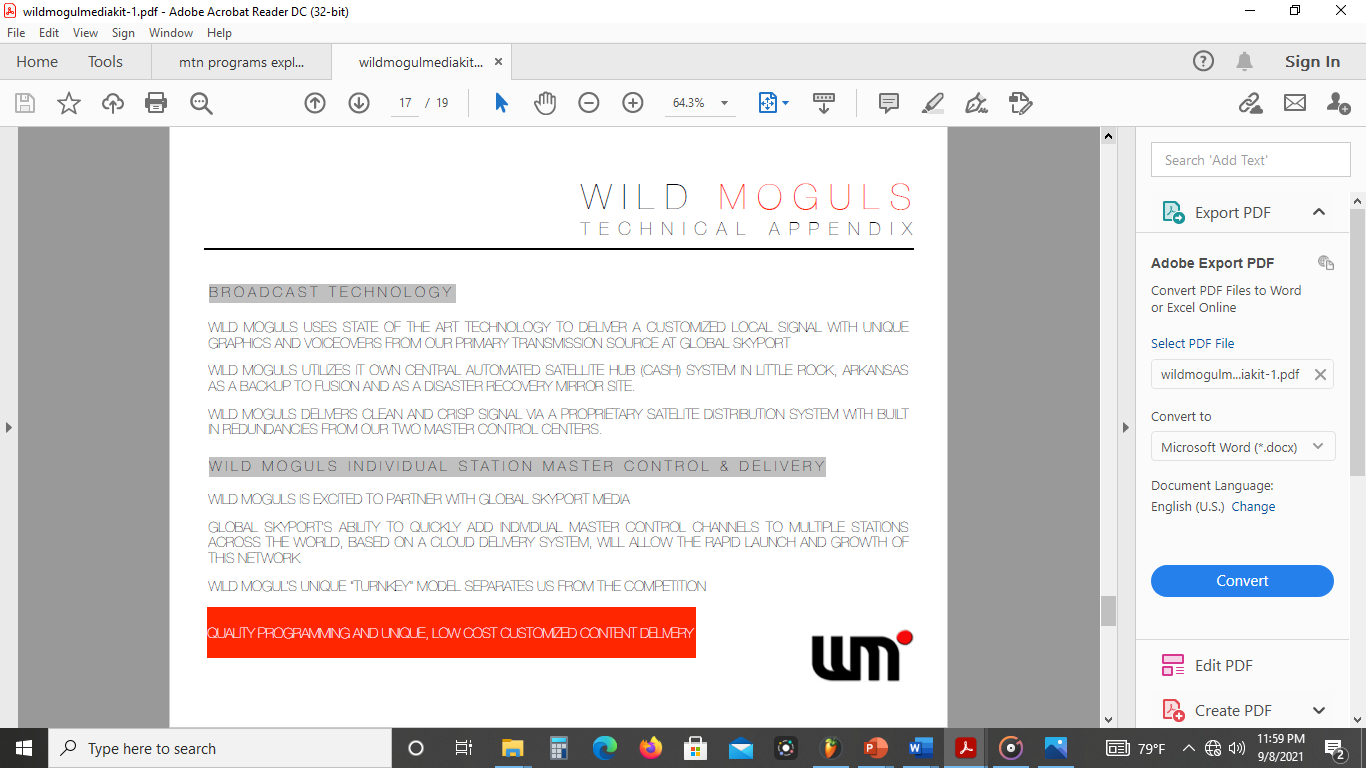 wildmogulmediakit-1.pdf - Adobe Acrobat Reader DC (32-bit)
File Edit View Sign Window Help
Home Tools mtn programs expl... wildmogulmediakit... × Sign In
17 / 19 64.3%
WILD MOGULS
TECHNICAL APPENDIX
BROADCAST TECHNOLOGY
WILD MOGULS USES STATE OF THE ART TECHNOLOGY TO DELIVER A CUSTOMIZED LOCAL SIGNAL WITH UNIQUE
GRAPHICS AND VOICEOVERS FROM OUR PRIMARY TRANSMISSION SOURCE AT GLOBAL SKYPORT
WILD MOGULS UTILIZES IT OWN CENTRAL AUTOMATED SATELLITE HUB (CASH) SYSTEM IN LITTLE ROCK, ARKANSAS
AS A BACKUP TO FUSION AND AS A DISASTER RECOVERY MIRROR SITE.
WILD MOGULS DELIVERS CLEAN AND CRISP SIGNAL VIA A PROPRIETARY SATELITE DISTRIBUTION SYSTEM WITH BUILT
IN REDUNDANCIES FROM OUR TWO MASTER CONTROL CENTERS.
WILD MOGULS INDIVIDUAL STATION MASTER CONTROL & DELIVERY
WILD MOGULS IS EXCITED TO PARTNER WITH GLOBAL SKYPORT MEDIA
GLOBAL SKYPORT'S ABILITY TO QUICKLY ADD INDIVIDUAL MASTER CONTROL CHANNELS TO MULTIPLE STATIONS
ACROSS THE WORLD, BASED ON A CLOUD DELIVERY SYSTEM, WILL ALLOW THE RAPID LAUNCH AND GROWTH OF
THIS NETWORK
WILD MOGUL'S UNIQUE "TURNKEY" MODEL SEPARATES US FROM THE COMPETITION
QUALITY PROGRAMMING AND UNIQUE, LOW COST CUSTOMIZED CONTENT DELIVERY
wm
Search 'Add Text'
Export PDF
Adobe Export PDF
Convert PDF Files to Word
or Excel Online
Select PDF File
wildmogulm...iakit-1.pdf
Convert to
Microsoft Word (*.docx)
Document Language:
English (U.S.) Change
Convert
Edit PDF
Create PDF
Type here to search
79°F
11:59 PM
9/8/2021
2